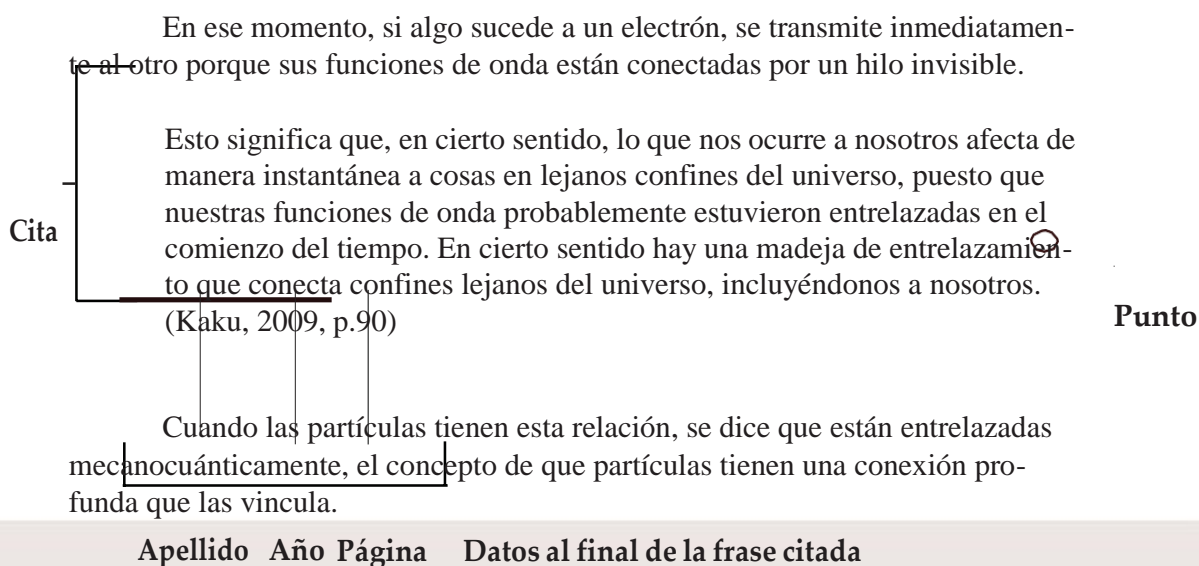 En ese momento, si algo sucede a un electrón, se transmite inmediatamen-
te al otro porque sus funciones de onda están conectadas por un hilo invisible.
Esto significa que, en cierto sentido, lo que nos ocurre a nosotros afecta de
manera instantánea a cosas en lejanos confines del universo, puesto que
nuestras funciones de onda probablemente estuvieron entrelazadas en el
Cita
comienzo del tiempo. En cierto sentido hay una madeja de entrelazamien-
to que conecta confines lejanos del universo, incluyéndonos a nosotros.
(Kaku, 2009, p.90)
Punto
Cuando las partículas tienen esta relación, se dice que están entrelazadas
mecanocuánticamente, el concepto de que partículas tienen una conexión pro-
funda que las vincula.
Apellido Año Página Datos al final de la frase citada